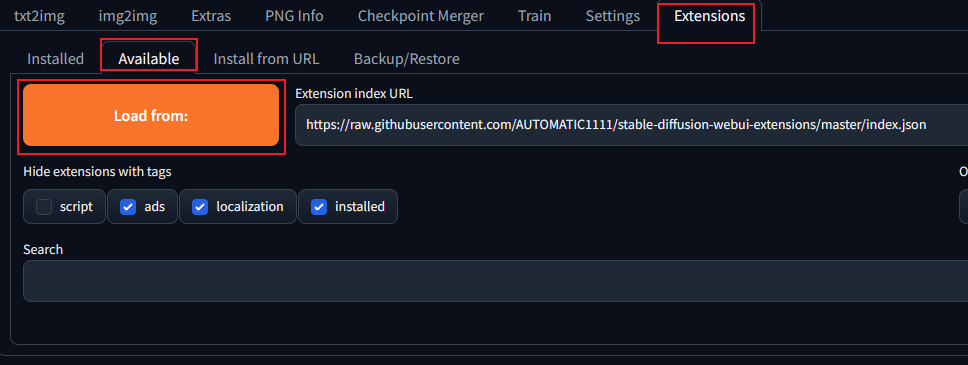 txt2img img2img Extras PNG Info Checkpoint Merger Train Settings Extensions
Installed Available Install from URL Backup/Restore
Load from:
Extension index URL
https://raw.githubusercontent.com/AUTOMATIC1111/stable-diffusion-webui-extensions/master/index.json
Hide extensions with tags
O
script ads localization installed
Search